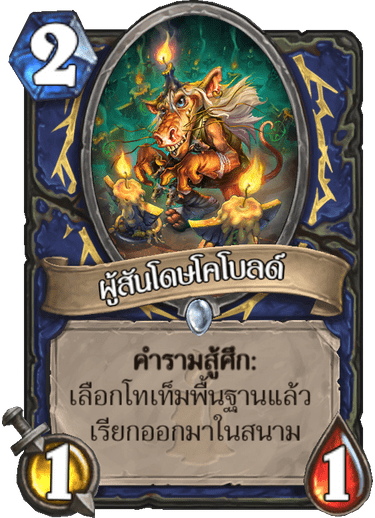 2
ผู้สันโดษโคโบลด์
คำรามสู้ศึก:
เลือกโทเท็มพื้นฐานแล้ว
เรียกออกมาในสนาม
1
1